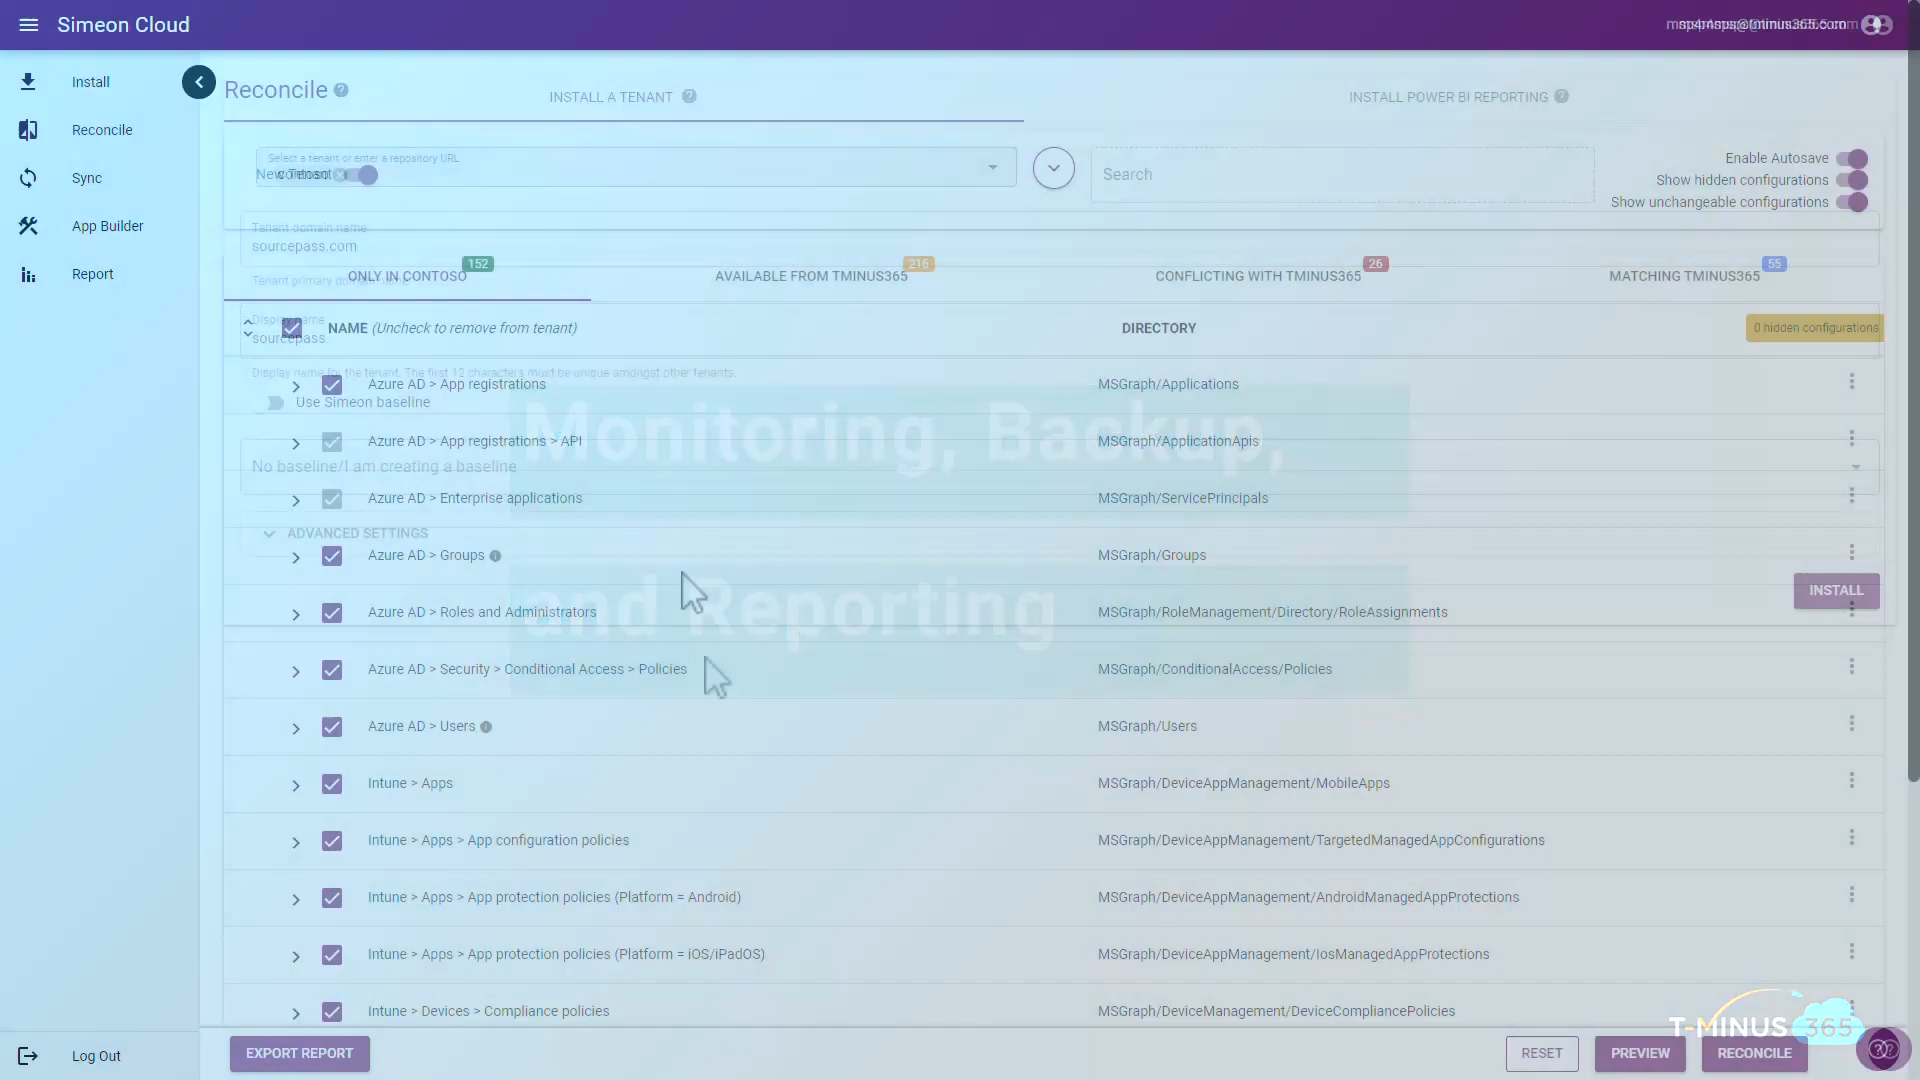 Simeon Cloud
Install
Reconcile
Sync
App Builder
Report
Log Out
Reconcile
INSTALL A TENANT
INSTALL POWER BI REPORTING
Select a tenant or enter a repository URL
New Tenant
contoso
Search
Enable Autosave
Show hidden configurations
Show unchangeable configurations
Tenant domain name
sourcepass.com
Tenant primary domain name
ONLY IN CONTOSO 152
AVAILABLE FROM TMINUS365 216
CONFLICTING WITH TMINUS365 26
MATCHING TMINUS365 55
Display name
sourcepass
Display name for the tenant. The first 12 characters must be unique amongst other tenants.
Use Simeon baseline
No baseline/I am creating a baseline
ADVANCED SETTINGS
INSTALL
NAME (Uncheck to remove from tenant) DIRECTORY 0 hidden configurations
Azure AD > App registrations MSGraph/Applications
Azure AD > App registrations > API MSGraph/ApplicationApis
Azure AD > Enterprise applications MSGraph/ServicePrincipals
Azure AD > Groups MSGraph/Groups
Azure AD > Roles and Administrators MSGraph/RoleManagement/Directory/RoleAssignments
Azure AD > Security > Conditional Access > Policies MSGraph/ConditionalAccess/Policies
Azure AD > Users MSGraph/Users
Intune > Apps MSGraph/DeviceAppManagement/MobileApps
Intune > Apps > App configuration policies MSGraph/DeviceAppManagement/TargetedManagedAppConfigurations
Intune > Apps > App protection policies (Platform = Android) MSGraph/DeviceAppManagement/AndroidManagedAppProtections
Intune > Apps > App protection policies (Platform = iOS/iPadOS) MSGraph/DeviceAppManagement/IosManagedAppProtections
Intune > Devices > Compliance policies MSGraph/DeviceManagement/DeviceCompliancePolicies
Monitoring, Backup,
and Reporting
EXPORT REPORT
RESET
PREVIEW
RECONCILE
T-MINUS 365